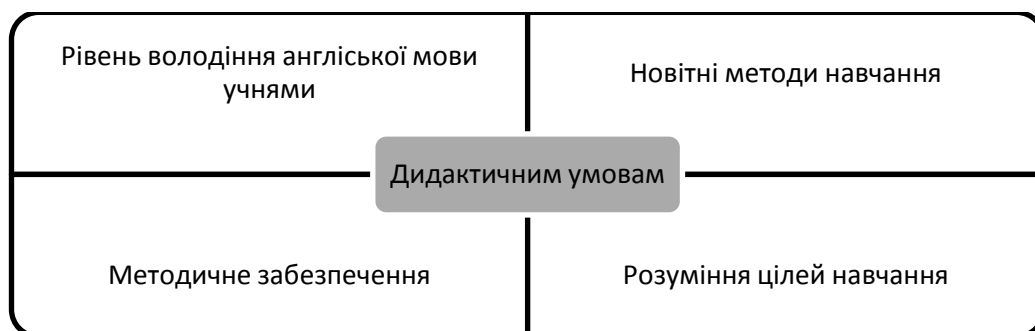 Рівень володіння англіської мови
учнями
Новітні методи навчання
Дидактичним умовам
Методичне забезпечення
Розуміння цілей навчання